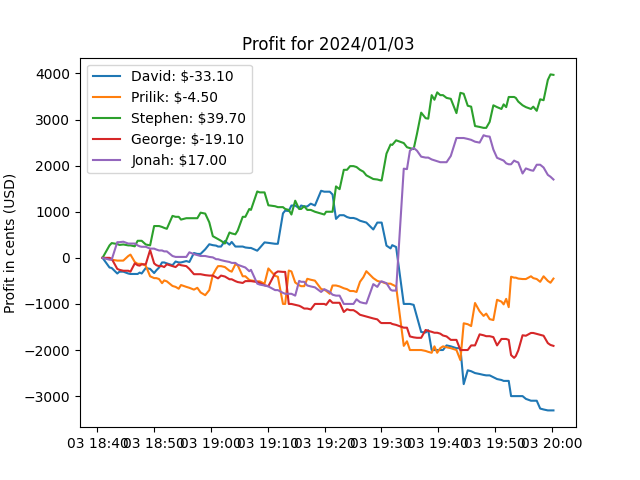 Profit for 2024/01/03
Profit in cents (USD)
4000
3000
2000
1000
0
−1000
−2000
−3000
David: $-33.10
Prilik: $-4.50
Stephen: $39.70
George: $-19.10
Jonah: $17.00
03 18:40 03 18:50 03 19:00 03 19:10 03 19:20 03 19:30 03 19:40 03 19:50 03 20:00